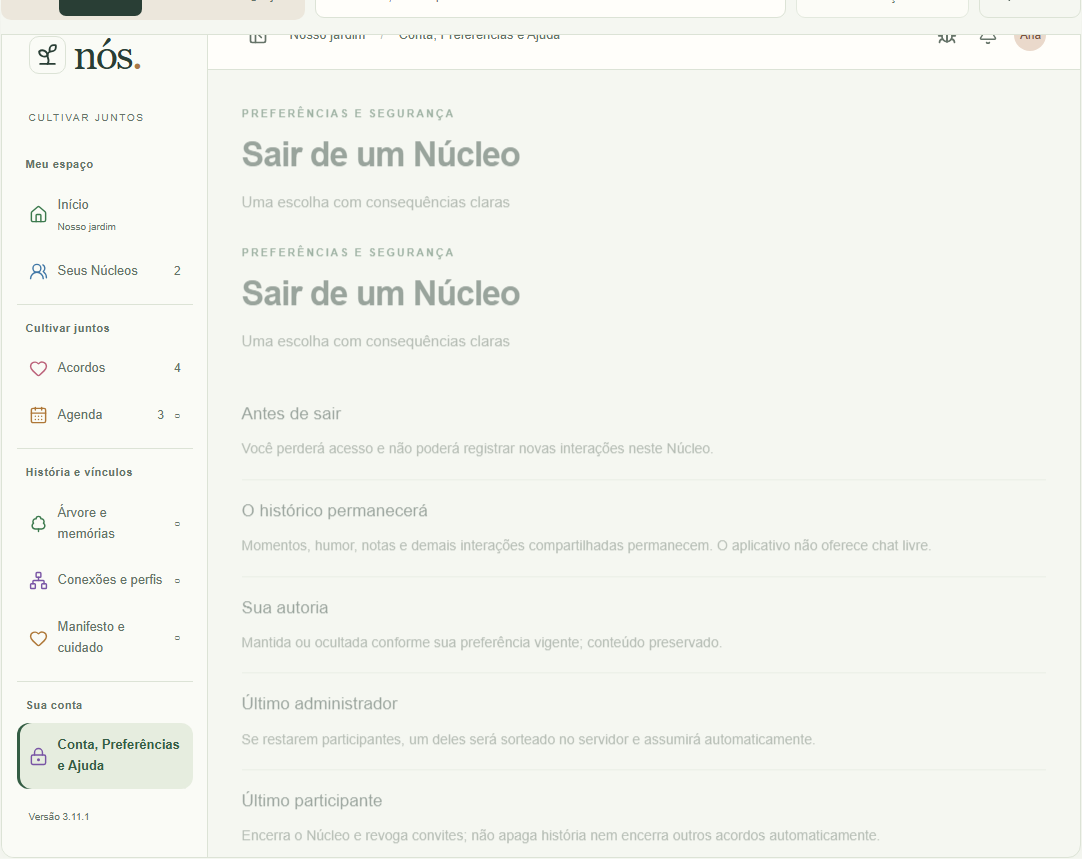 nós.
CULTIVAR JUNTOS
Meu espaço
Início
Nosso jardim
Seus Núcleos 2
Cultivar juntos
Acordos 4
Agenda 3
História e vínculos
Árvore e
memórias
Conexões e perfis
Manifesto e
cuidado
Sua conta
Conta, Preferências
e Ajuda
Versão 3.11.1
Nosso jardim / Conta, Preferências e Ajuda
Ana
PREFERÊNCIAS E SEGURANÇA
Sair de um Núcleo
Uma escolha com consequências claras
PREFERÊNCIAS E SEGURANÇA
Sair de um Núcleo
Uma escolha com consequências claras
Antes de sair
Você perderá acesso e não poderá registrar novas interações neste Núcleo.
O histórico permanecerá
Momentos, humor, notas e demais interações compartilhadas permanecem. O aplicativo não oferece chat livre.
Sua autoria
Mantida ou ocultada conforme sua preferência vigente; conteúdo preservado.
Último administrador
Se restarem participantes, um deles será sorteado no servidor e assumirá automaticamente.
Último participante
Encerra o Núcleo e revoga convites; não apaga história nem encerra outros acordos automaticamente.